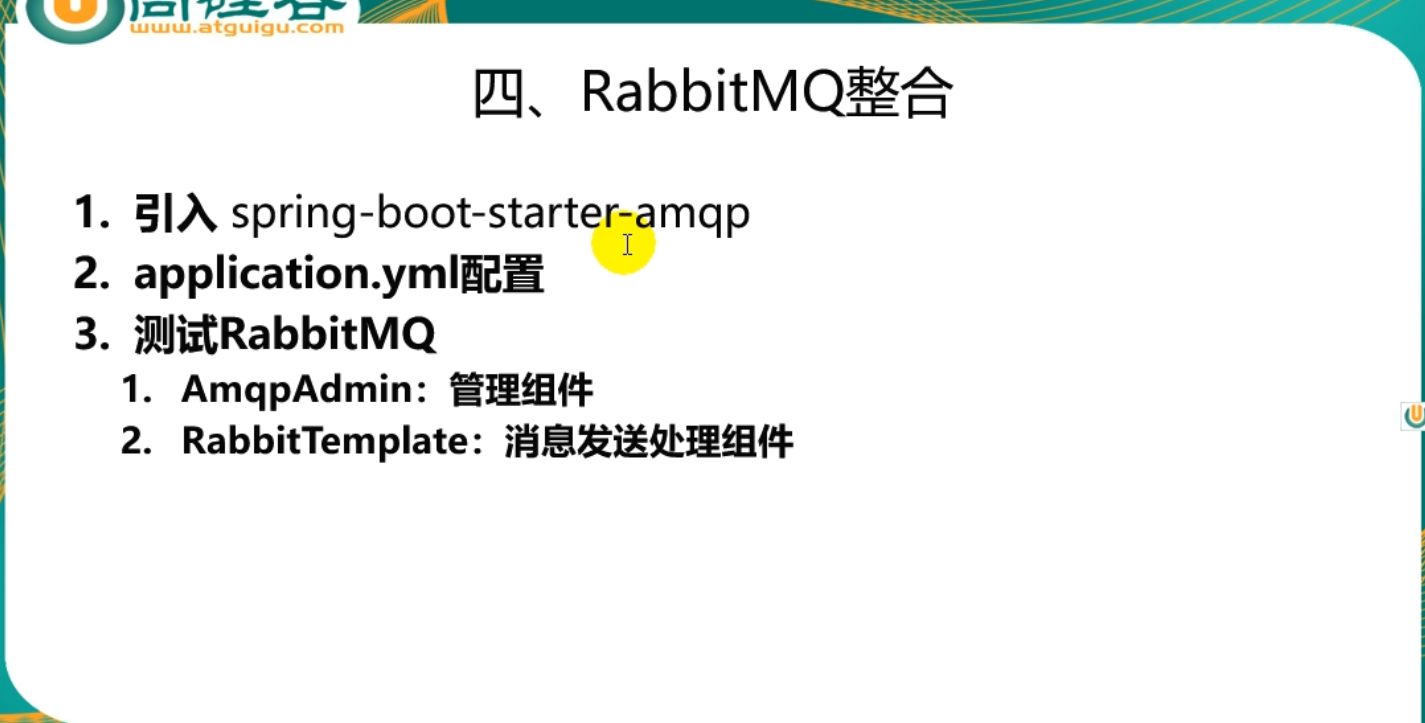 www.atguigu.com
四、RabbitMQ整合
1. 引入 spring-boot-starter-amqp
2. application.yml配置
3. 测试RabbitMQ
1. AmqpAdmin：管理组件
2. RabbitTemplate：消息发送处理组件